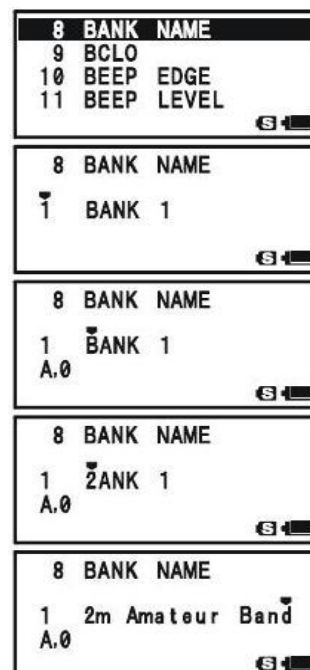 8 BANK NAME
9 BCLO
10 BEEP EDGE
11 BEEP LEVEL
S
8 BANK NAME
1 BANK 1
S
8 BANK NAME
1 BANK 1
A.0
S
8 BANK NAME
1 2ANK 1
A.0
S
8 BANK NAME
1 2m Amateur Band
A.0
S